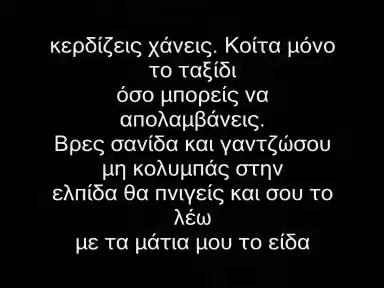 κερδίζεις χάνεις. Κοίτα μόνο
το ταξίδι
όσο μπορείς να
απολαμβάνεις.
Βρες σανίδα και γαντζώσου
μη κολυμπάς στην
ελπίδα θα πνιγείς και σου το
λέω
με τα μάτια μου το είδα